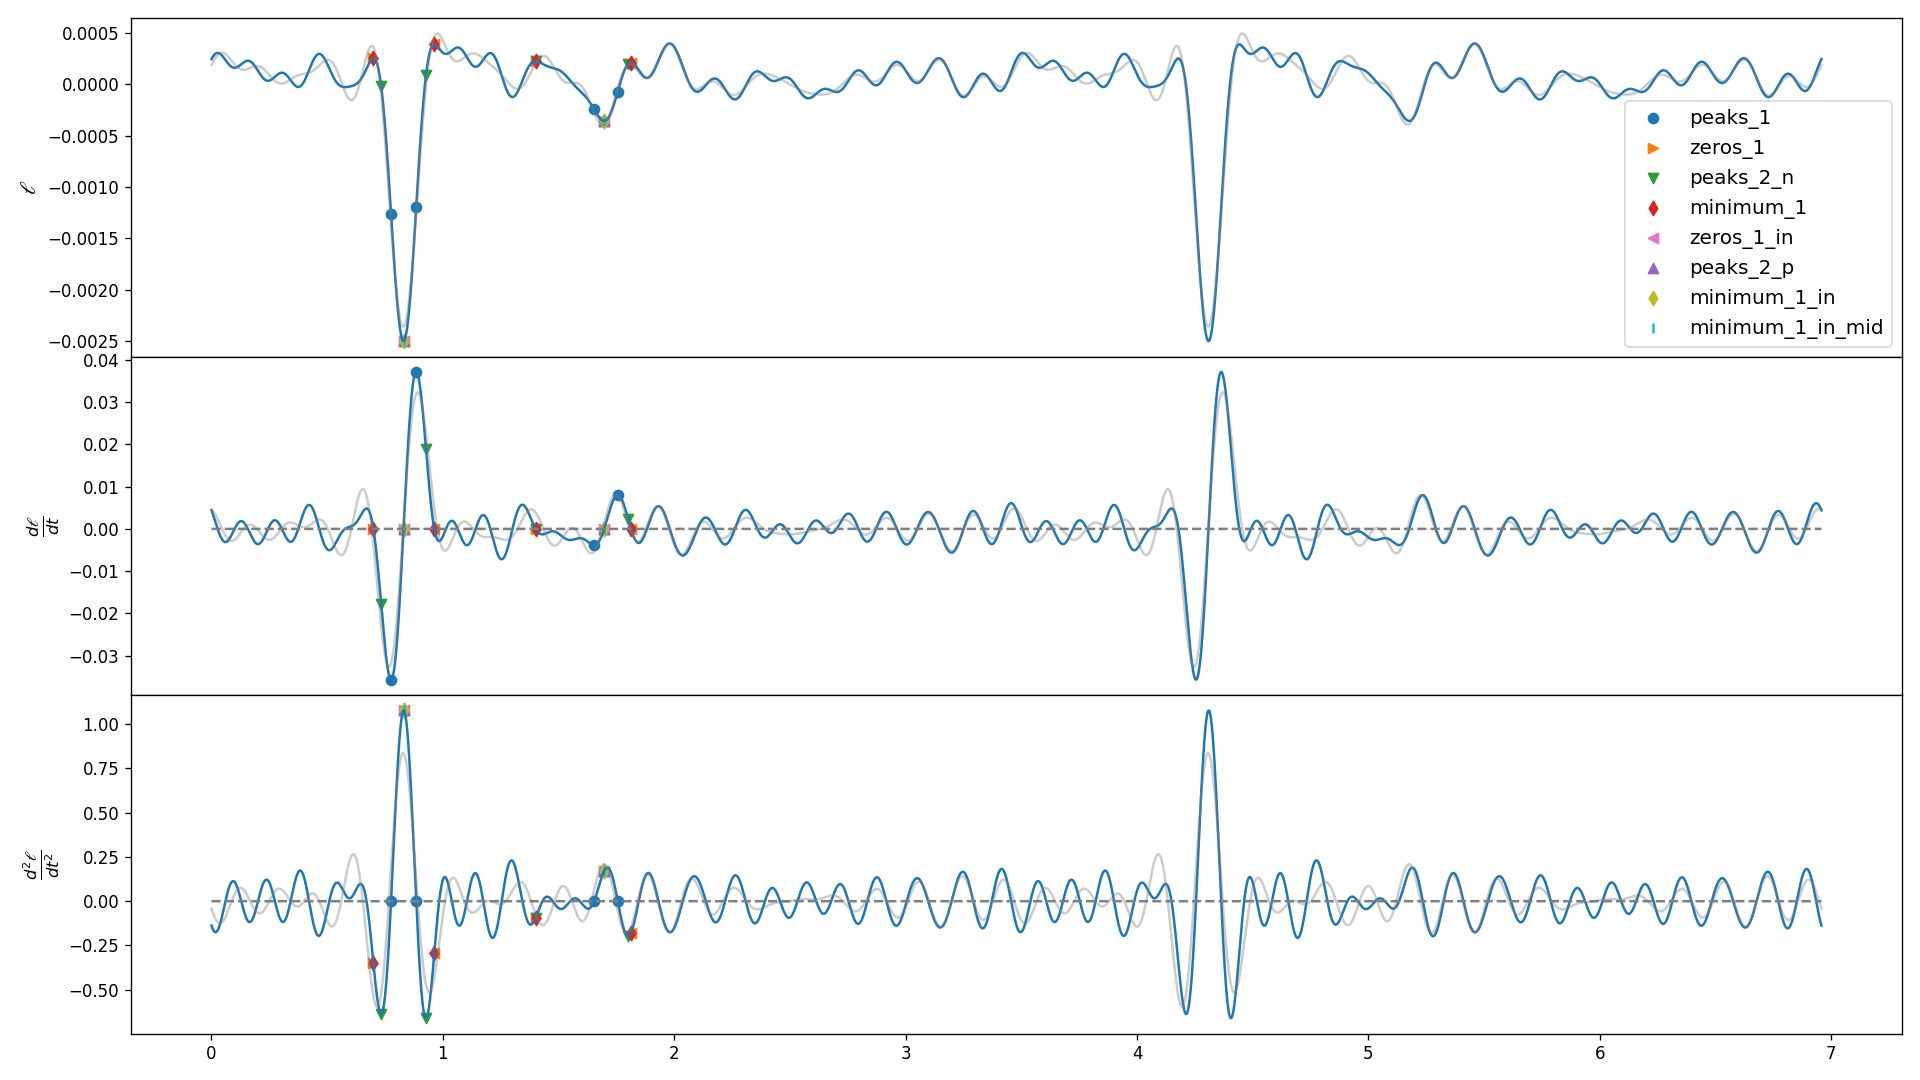 0.0005
0.0000
−0.0005
−0.0010
−0.0015
−0.0020
−0.0025
ℓ
peaks_1
zeros_1
peaks_2_n
minimum_1
zeros_1_in
peaks_2_p
minimum_1_in
minimum_1_in_mid
0.04
0.03
0.02
0.01
0.00
−0.01
−0.02
−0.03
dℓ/dt
1.00
0.75
0.50
0.25
0.00
−0.25
−0.50
d²ℓ/dt²
0 1 2 3 4 5 6 7